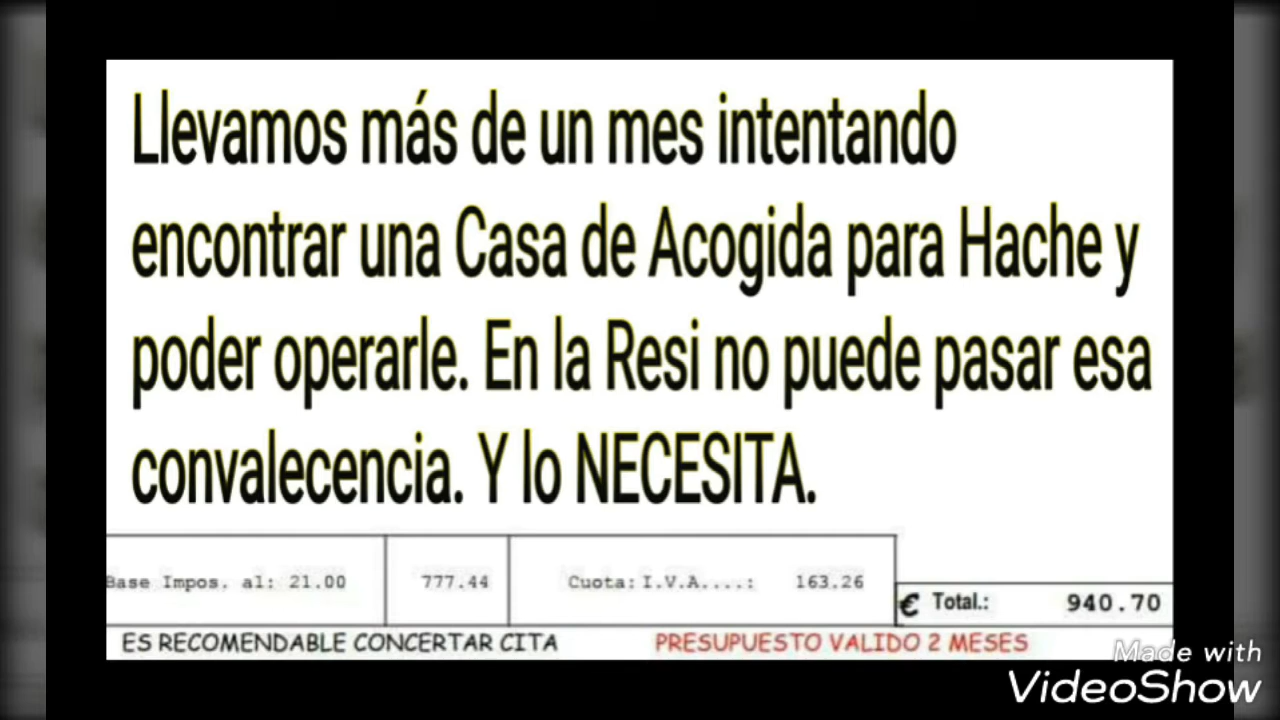 Llevamos más de un mes intentando
encontrar una Casa de Acogida para Hache y
poder operarle. En la Resi no puede pasar esa
convalecencia. Y lo NECESITA.
Base Impos. al: 21.00 777.44 Cuota: I.V.A....: 163.26
€ Total.: 940.70
ES RECOMENDABLE CONCERTAR CITA PRESUPUESTO VALIDO 2 MESES
Made with
VideoShow